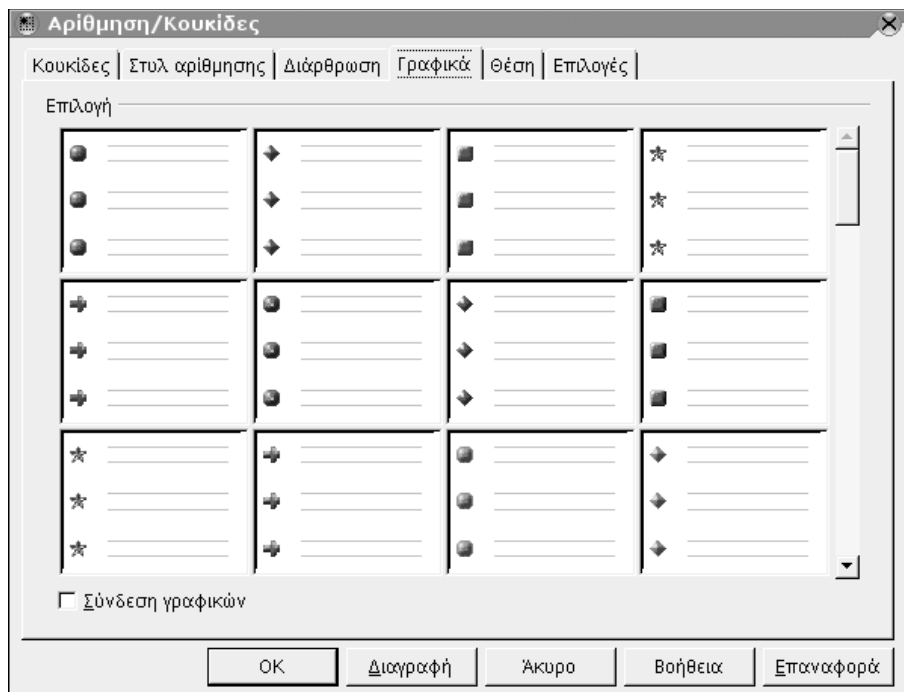 Αρίθμηση/Κουκίδες
Κουκίδες Στυλ αρίθμησης Διάρθρωση Γραφικά Θέση Επιλογές
Επιλογή
Σύνδεση γραφικών
OK Διαγραφή Άκυρο Βοήθεια Επαναφορά